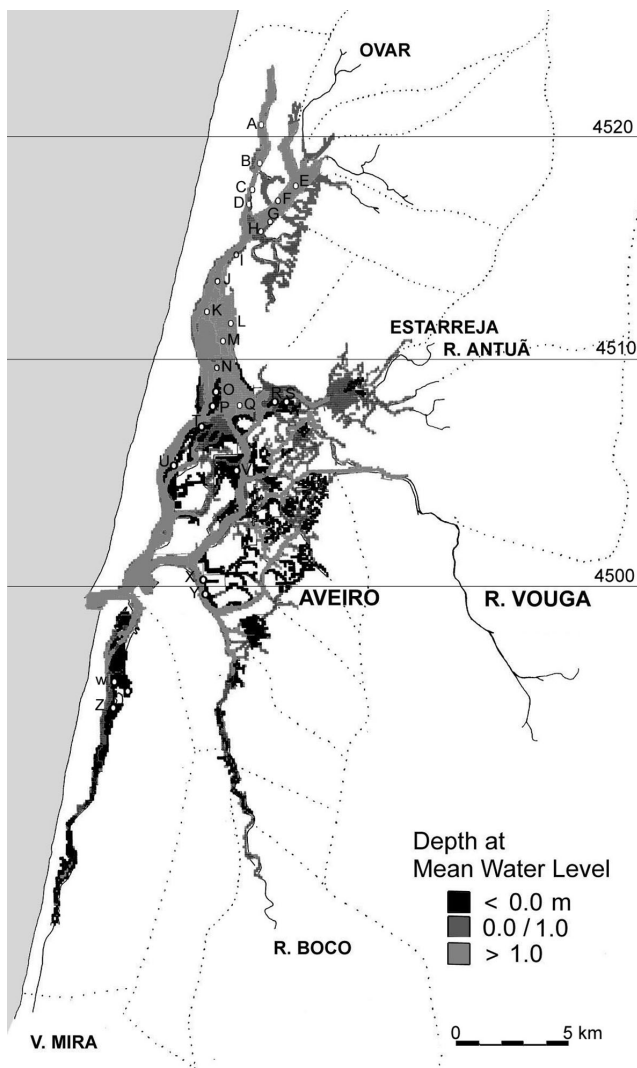 OVAR
A
4520
B
E
C
D
F
G
H
I
J
K
L
M
ESTARREJA
R. ANTUÃ
4510
N
O
P
Q
R
S
T
U
V
X
Y
4500
AVEIRO
R. VOUGA
w
Z
Depth at
Mean Water Level
< 0.0 m
0.0 / 1.0
> 1.0
R. BOCO
V. MIRA
0 5 km